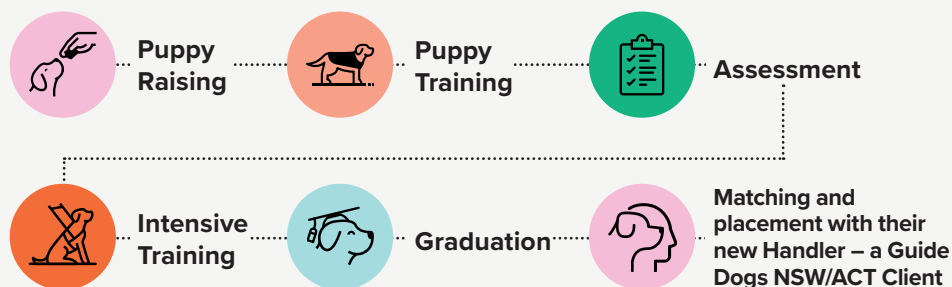 Puppy
Raising
Puppy
Training
Assessment
Intensive
Training
Graduation
Matching and
placement with their
new Handler – a Guide
Dogs NSW/ACT Client